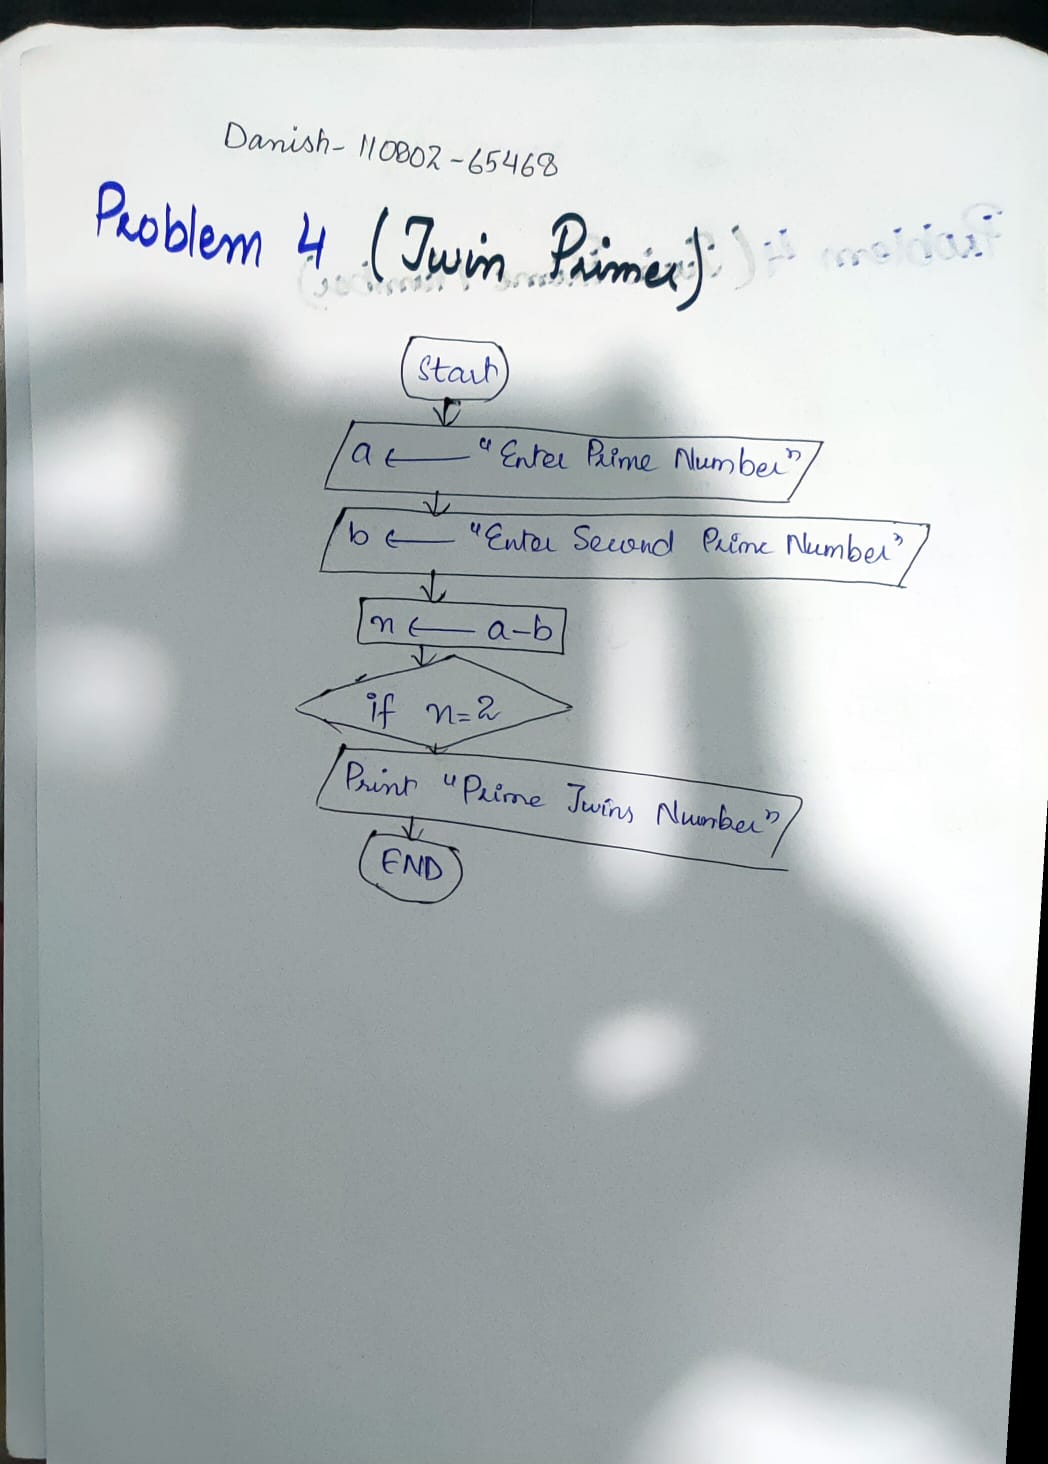 Danish- 110802-65468
Problem 4 (Twin Primes)
Start
a ← "Enter Prime Number"
b ← "Enter Second Prime Number"
n ← a-b
if n=2
Print "Prime Twins Number"
END